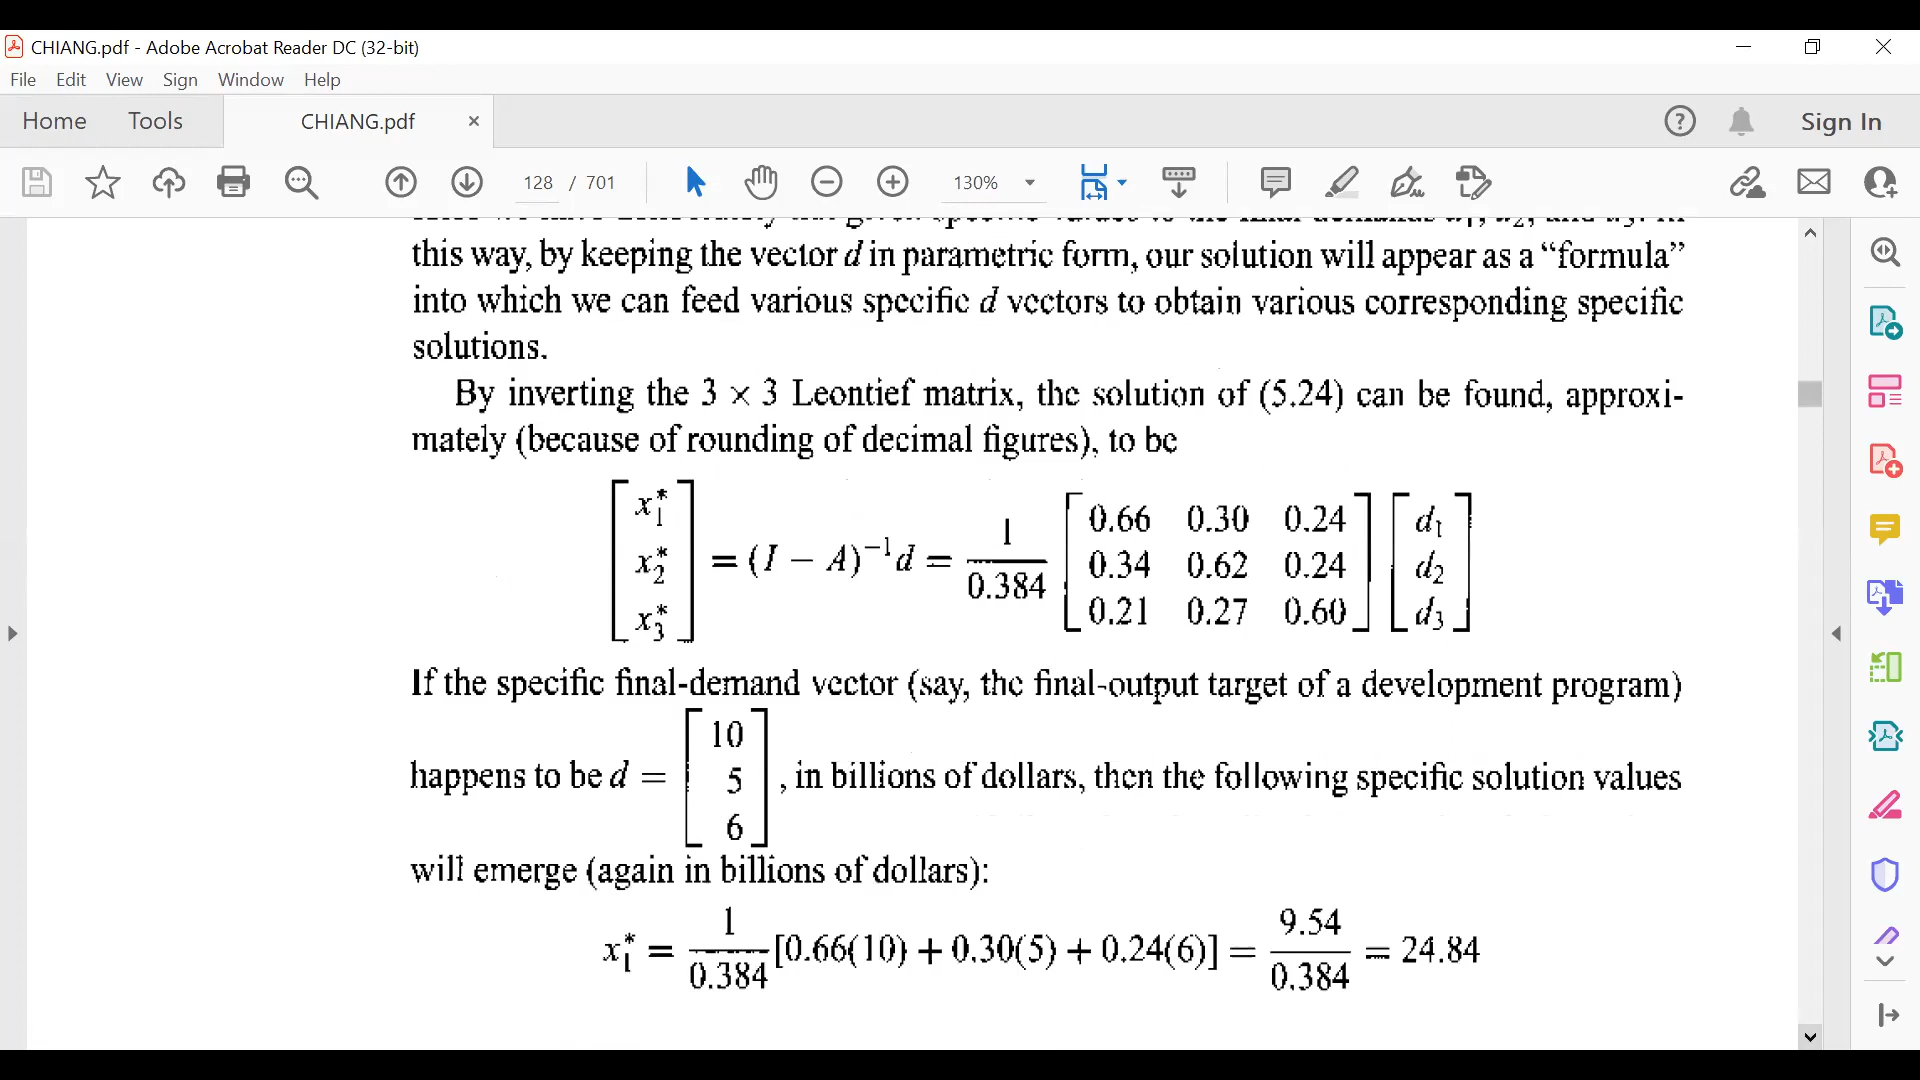 CHIANG.pdf - Adobe Acrobat Reader DC (32-bit)
File Edit View Sign Window Help
Home Tools CHIANG.pdf × Sign In
128 / 701 130%
this way, by keeping the vector d in parametric form, our solution will appear as a “formula”
into which we can feed various specific d vectors to obtain various corresponding specific
solutions.
By inverting the 3 × 3 Leontief matrix, the solution of (5.24) can be found, approxi-
mately (because of rounding of decimal figures), to be
[x₁* x₂* x₃*] = (I − A)⁻¹d = 1/0.384 [0.66 0.30 0.24; 0.34 0.62 0.24; 0.21 0.27 0.60] [d₁ d₂ d₃]
If the specific final-demand vector (say, the final-output target of a development program)
happens to be d = [10 5 6], in billions of dollars, then the following specific solution values
will emerge (again in billions of dollars):
x₁* = 1/0.384 [0.66(10) + 0.30(5) + 0.24(6)] = 9.54/0.384 = 24.84